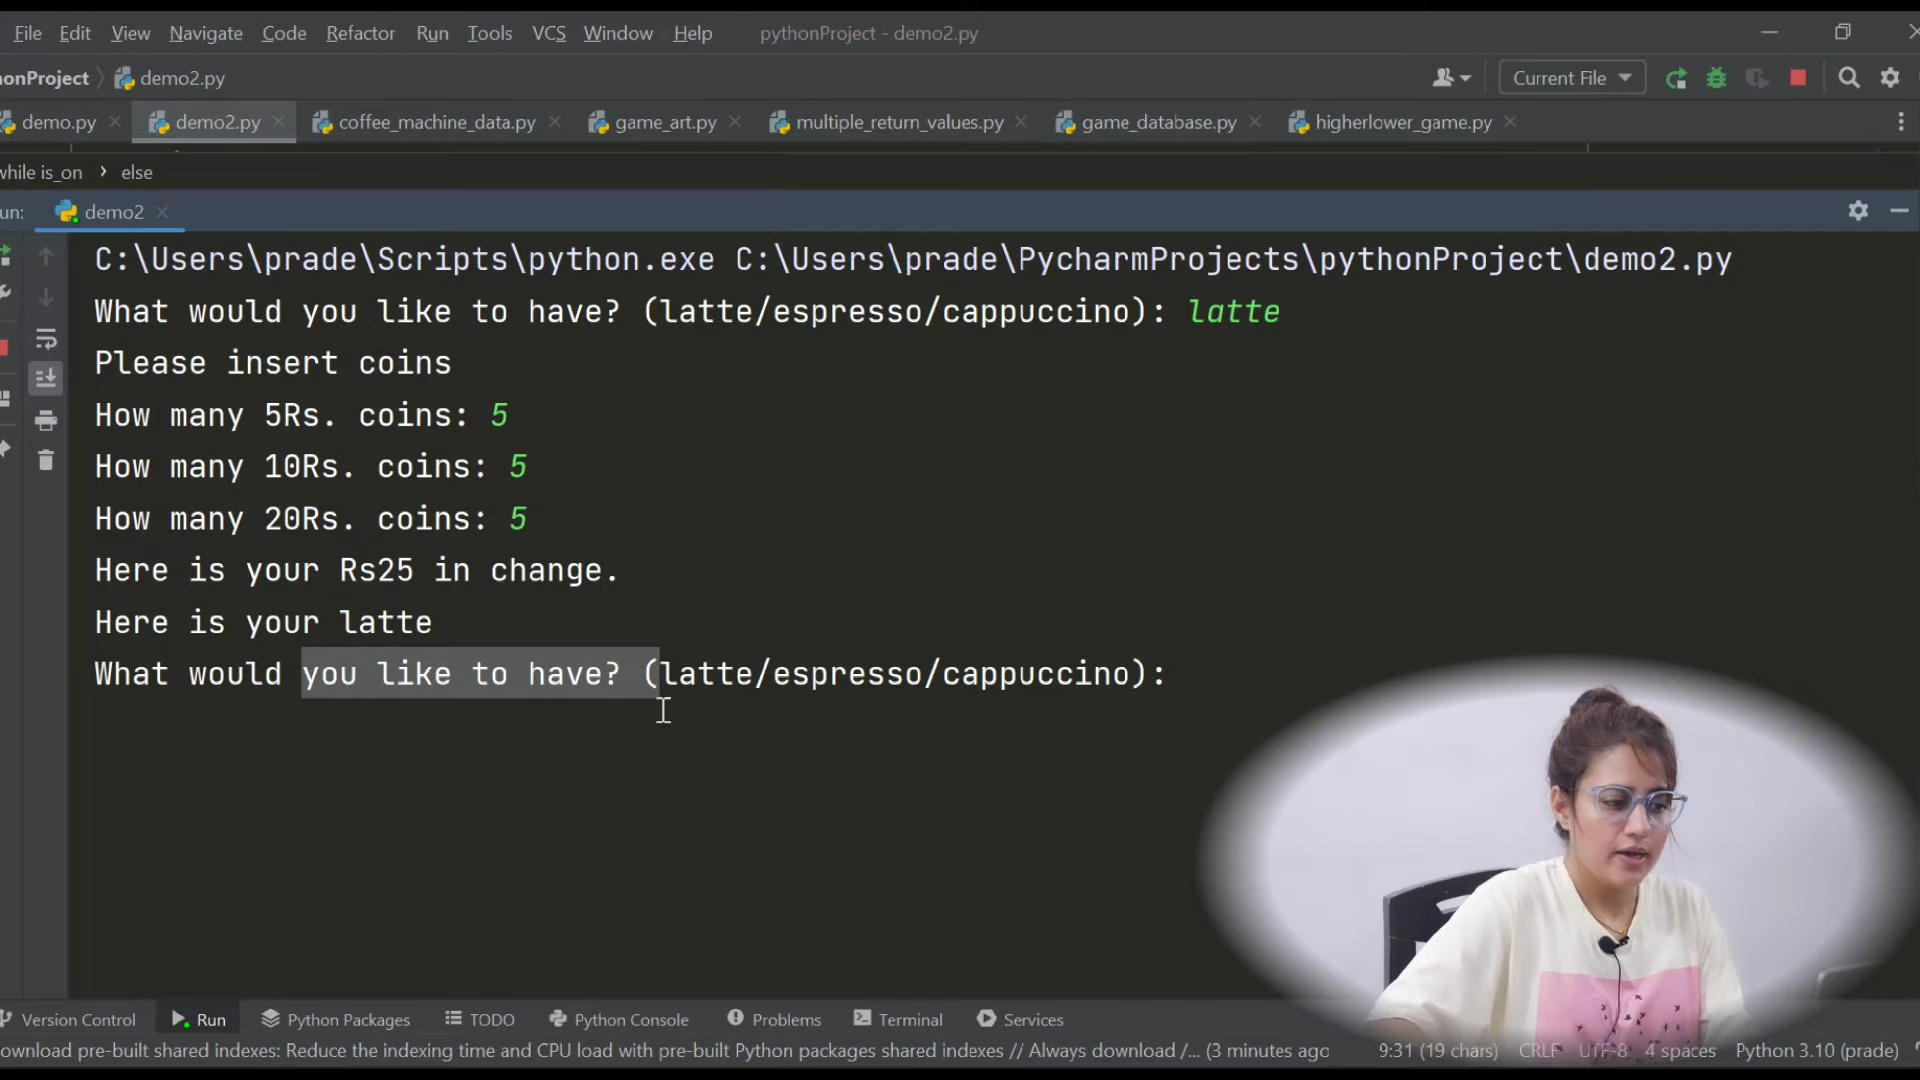 File Edit View Navigate Code Refactor Run Tools VCS Window Help pythonProject - demo2.py
onProject demo2.py Current File
demo.py demo2.py coffee_machine_data.py game_art.py multiple_return_values.py game_database.py higherlower_game.py
while is_on › else
un: demo2
C:\Users\prade\Scripts\python.exe C:\Users\prade\PycharmProjects\pythonProject\demo2.py
What would you like to have? (latte/espresso/cappuccino): latte
Please insert coins
How many 5Rs. coins: 5
How many 10Rs. coins: 5
How many 20Rs. coins: 5
Here is your Rs25 in change.
Here is your latte
What would you like to have? (latte/espresso/cappuccino):
Version Control Run Python Packages TODO Python Console Problems Terminal Services
ownload pre-built shared indexes: Reduce the indexing time and CPU load with pre-built Python packages shared indexes // Always download /... (3 minutes ago 9:31 (19 chars) CRLF UTF-8 4 spaces Python 3.10 (prade)